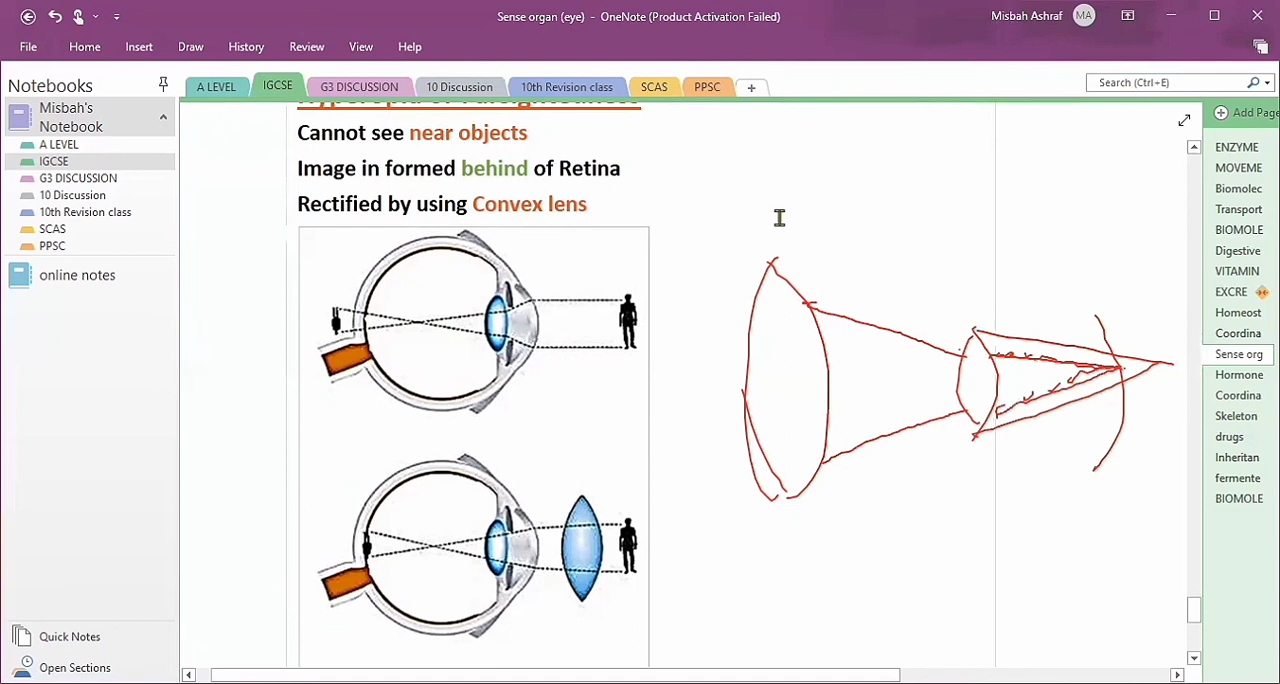 Sense organ (eye) - OneNote (Product Activation Failed)
Misbah Ashraf
MA
File
Home
Insert
Draw
History
Review
View
Help
Notebooks
A LEVEL
IGCSE
G3 DISCUSSION
10 Discussion
10th Revision class
SCAS
PPSC
+
Search (Ctrl+E)
Misbah's
Notebook
A LEVEL
IGCSE
G3 DISCUSSION
10 Discussion
10th Revision class
SCAS
PPSC
online notes
Quick Notes
Open Sections
Cannot see near objects
Image in formed behind of Retina
Rectified by using Convex lens
Add Page
ENZYME
MOVEME
Biomolec
Transport
BIOMOLE
Digestive
VITAMIN
EXCRE
Homeost
Coordina
Sense org
Hormone
Coordina
Skeleton
drugs
Inheritan
fermente
BIOMOLE